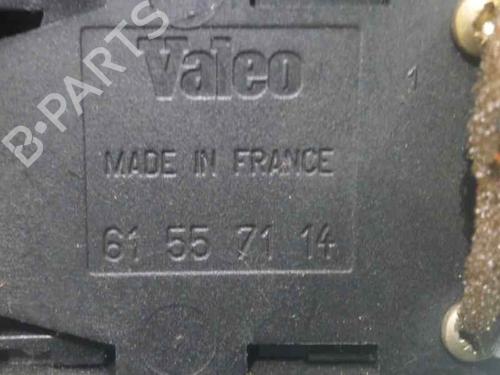 B-PARTS
Valeo
1
MADE IN FRANCE
61 55 71 14